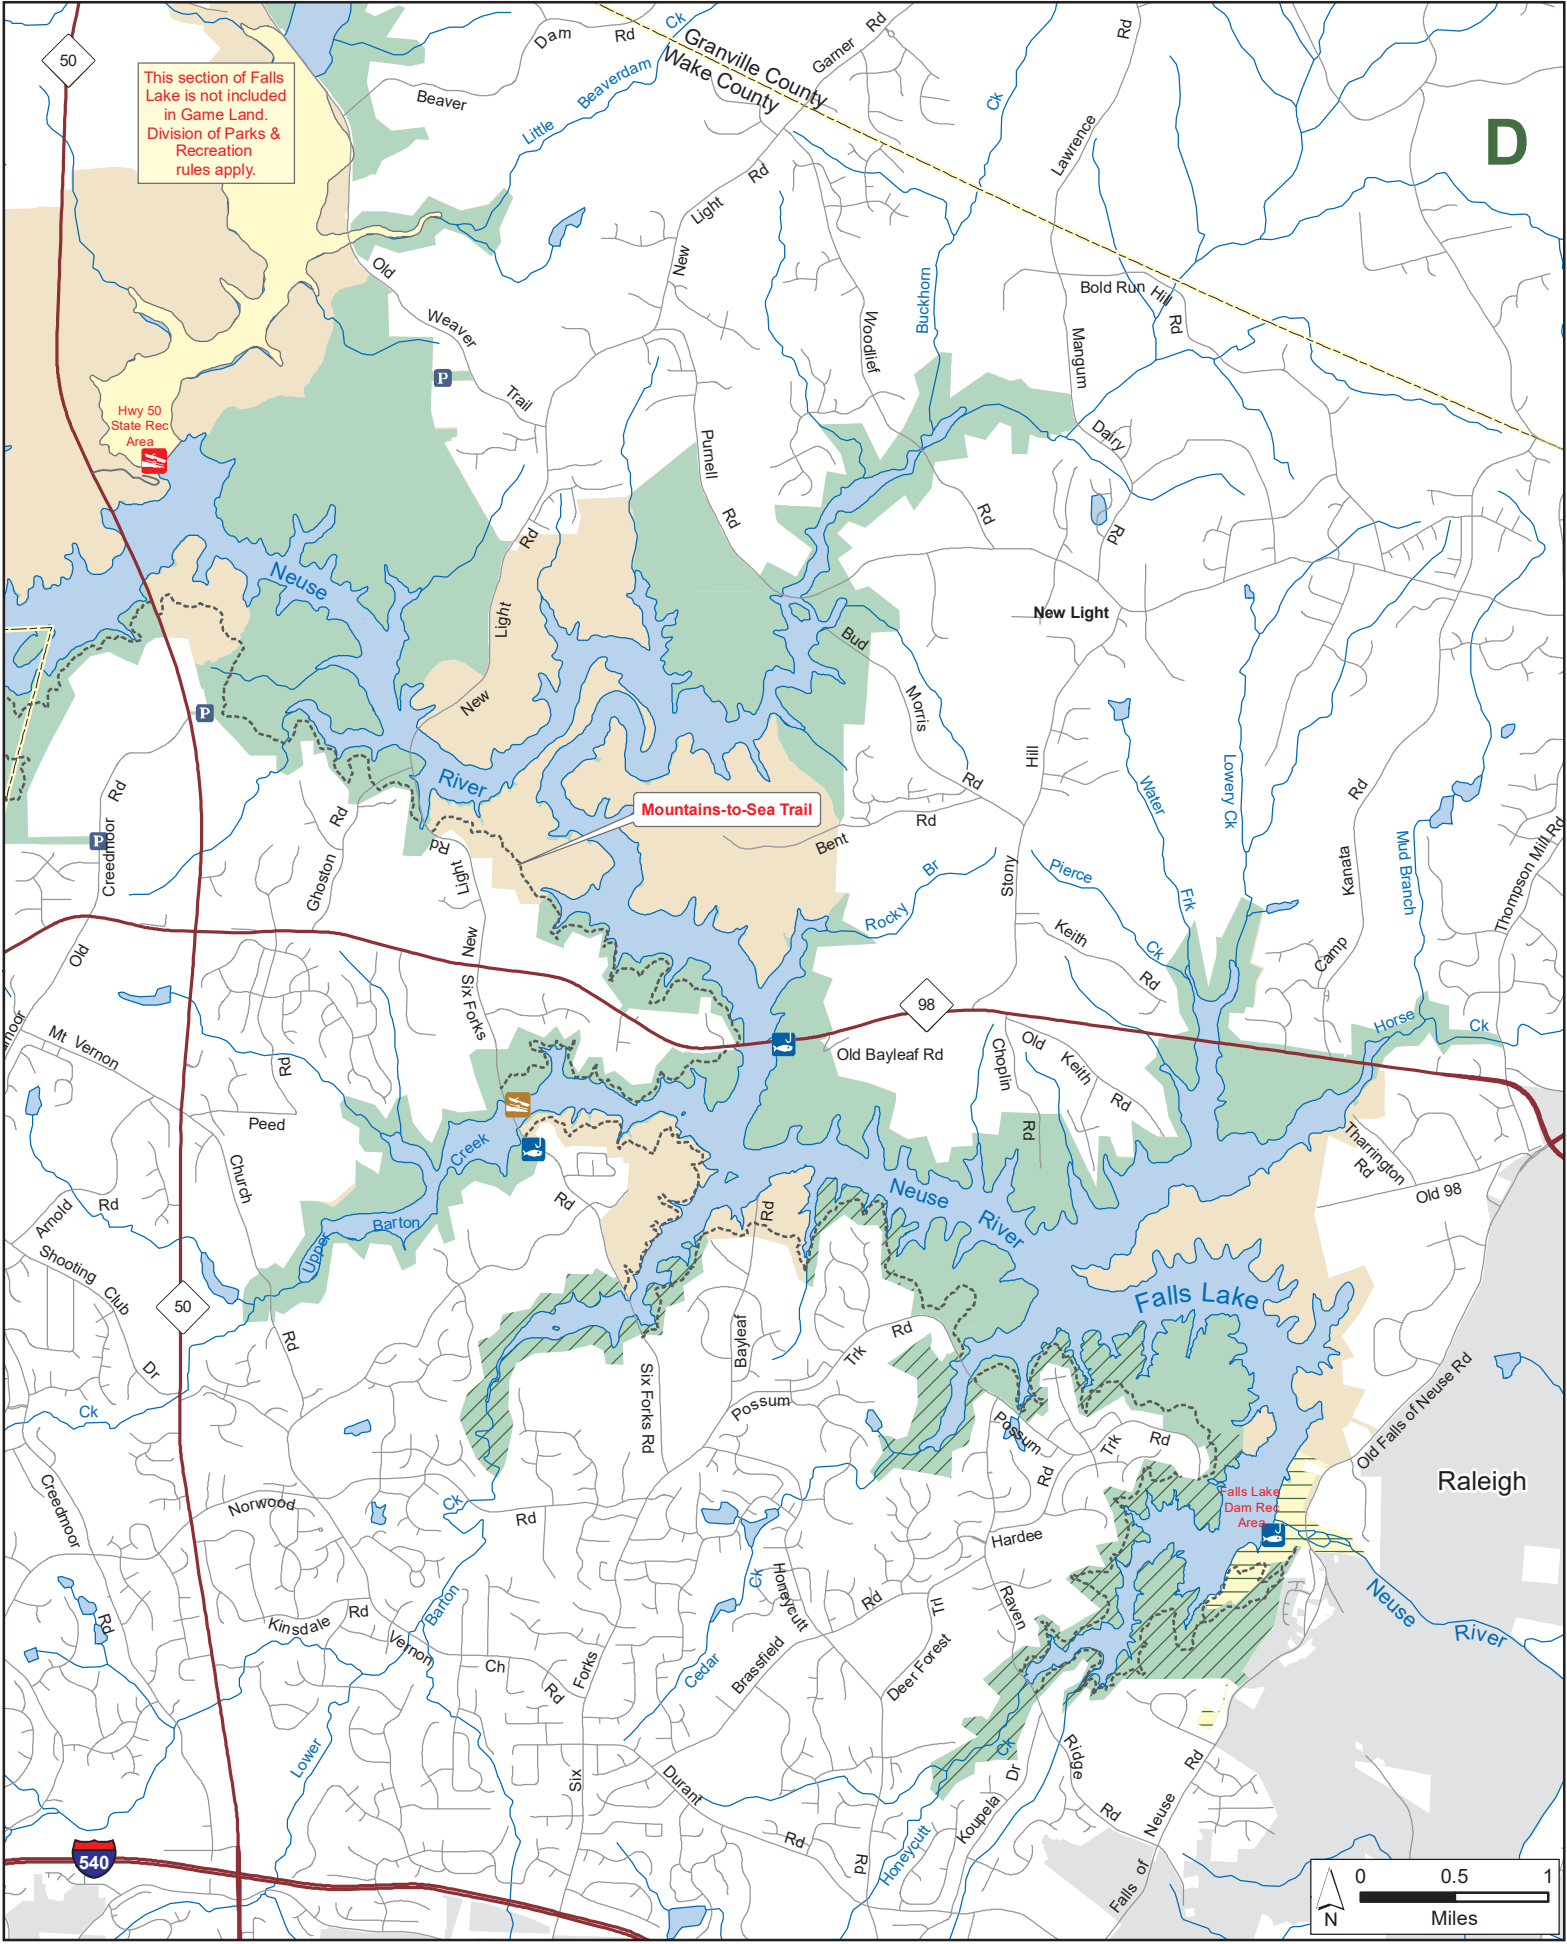 50
This section of Falls
Lake is not included
in Game Land.
Division of Parks &
Recreation
rules apply.
Beaver
Dam
Rd
Little
Beaverdam
Ck
Granville County
Wake County
Garner
Rd
Ck
Rd
Lawrence
D
Light
Rd
New
Old
Weaver
Trail
Woodlief
Buckhorn
Bold Run
Hill
Rd
Mangum
Hwy 50
State Rec
Area
Purnell
Rd
Dairy
Rd
Rd
Rd
Neuse
Light
New
New Light
Bud
Morris
Rd
Hill
Water
Lowery Ck
Rd
River
Mountains-to-Sea Trail
Rd
Creedmoor
Old
Rd
Ghoston
Rd
Light
New
Bent
Rd
Rocky
Br
Stony
Pierce
Ck
Frk
Keith
Rd
Kanata
Camp
Mud Branch
Thompson Mill Rd
98
Six Forks
Old Bayleaf Rd
Choplin
Rd
Old
Keith
Rd
Horse
Ck
Mt Vernon
Rd
Peed
Church
Creek
Barton
Upper
Rd
Arnold
Rd
Shooting
Club
Dr
50
Rd
Rd
Neuse
River
Tharrington
Rd
Old 98
Falls Lake
Bayleaf
Trk
Rd
Possum
Six Forks Rd
Ck
Possum
Rd
Trk
Rd
Old Falls of Neuse Rd
Raleigh
Creedmoor
Rd
Norwood
Ck
Rd
Falls Lake
Dam Rec
Area
Hardee
Raven
Neuse
River
Kinsdale
Rd
Vernon
Ch
Rd
Barton
Forks
Ck
Honeycutt
Cedar
Brassfield
Rd
Trl
Deer Forest
Lower
Six
Durant
Rd
Rd
Ck
Dr
Koupela
Honeycutt
Ridge
Rd
Rd
Neuse
Falls of
540
N
0 0.5 1
Miles
P
P
P